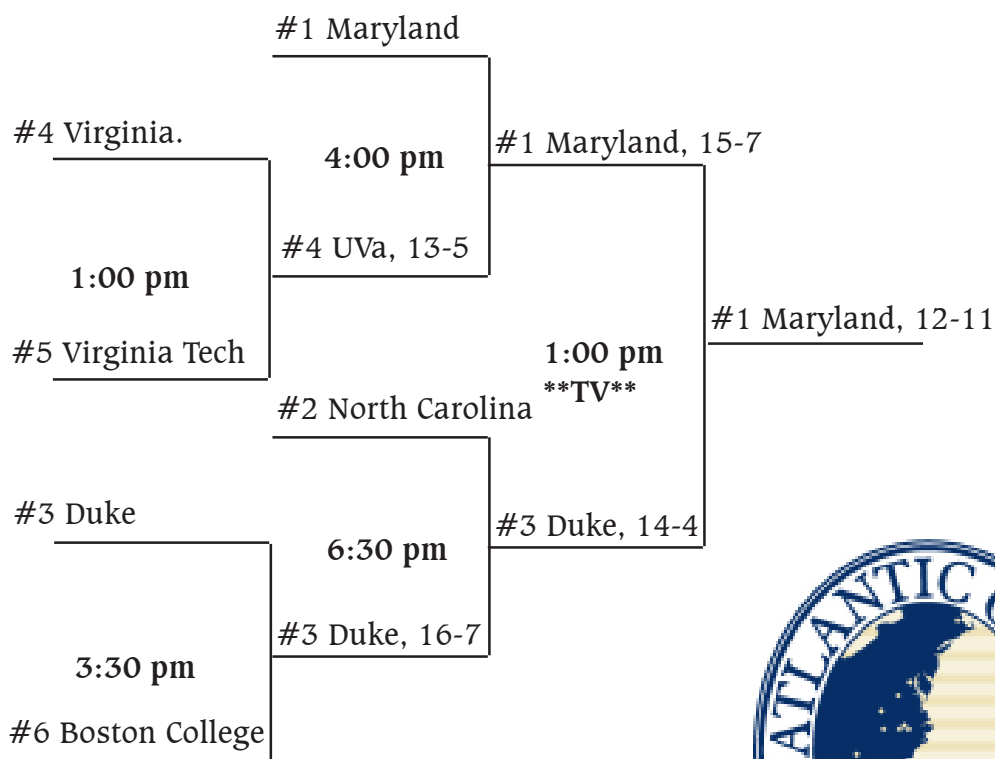 #1 Maryland
#4 Virginia.
4:00 pm
#1 Maryland, 15-7
#4 UVa, 13-5
1:00 pm
#1 Maryland, 12-11
#5 Virginia Tech
1:00 pm
**TV**
#2 North Carolina
#3 Duke
#3 Duke, 14-4
6:30 pm
#3 Duke, 16-7
3:30 pm
#6 Boston College
ATLANTIC